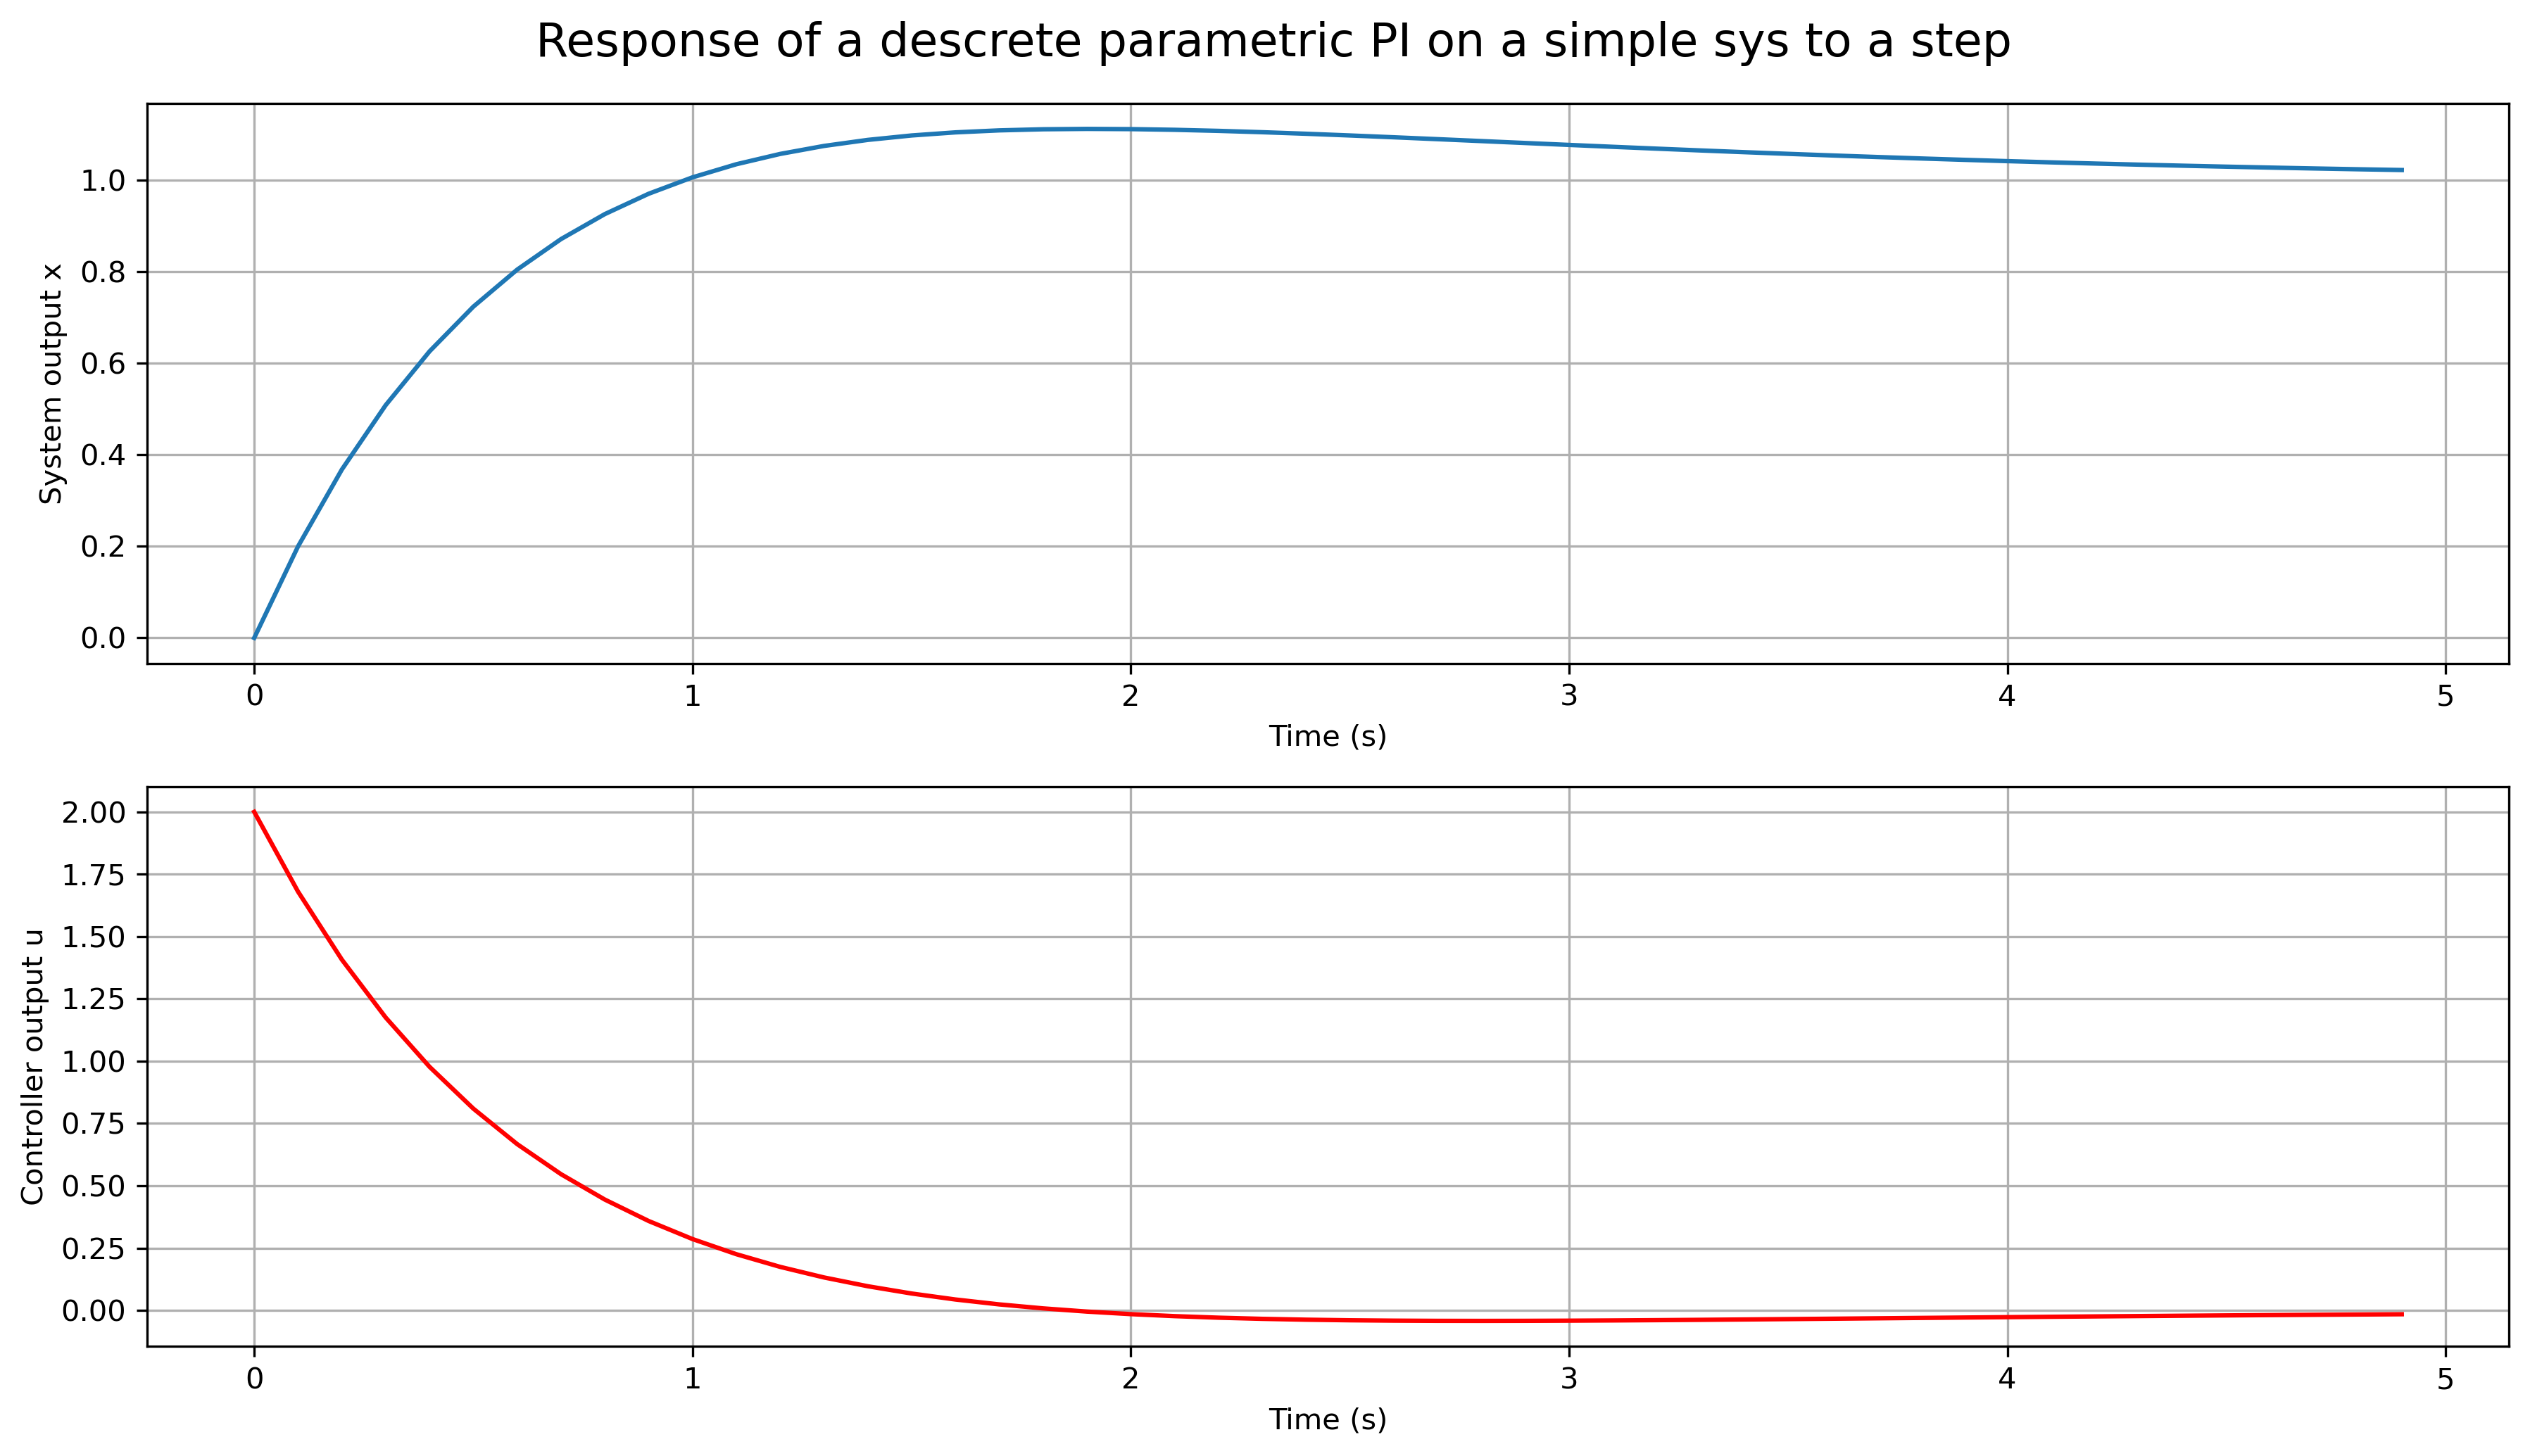 Response of a descrete parametric PI on a simple sys to a step
System output x
1.0
0.8
0.6
0.4
0.2
0.0
0 1 2 3 4 5
Time (s)
Controller output u
2.00
1.75
1.50
1.25
1.00
0.75
0.50
0.25
0.00
0 1 2 3 4 5
Time (s)